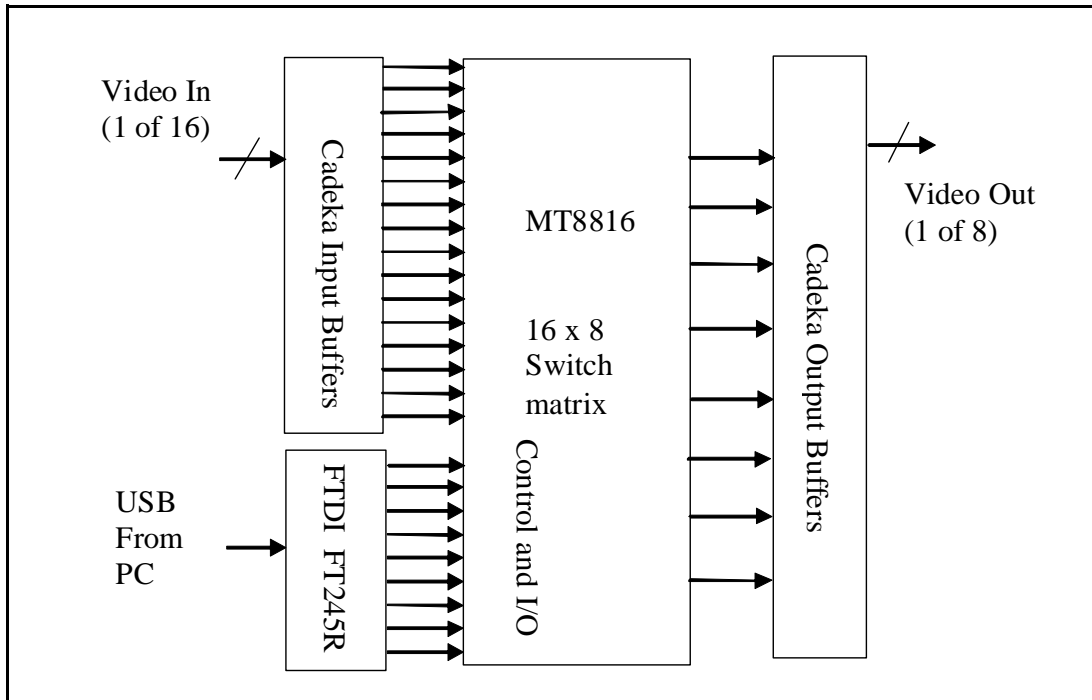 Video In
(1 of 16)
Cadeka Input Buffers
MT8816
16 x 8
Switch
matrix
Control and I/O
Cadeka Output Buffers
Video Out
(1 of 8)
USB
From
PC
FTDI FT245R